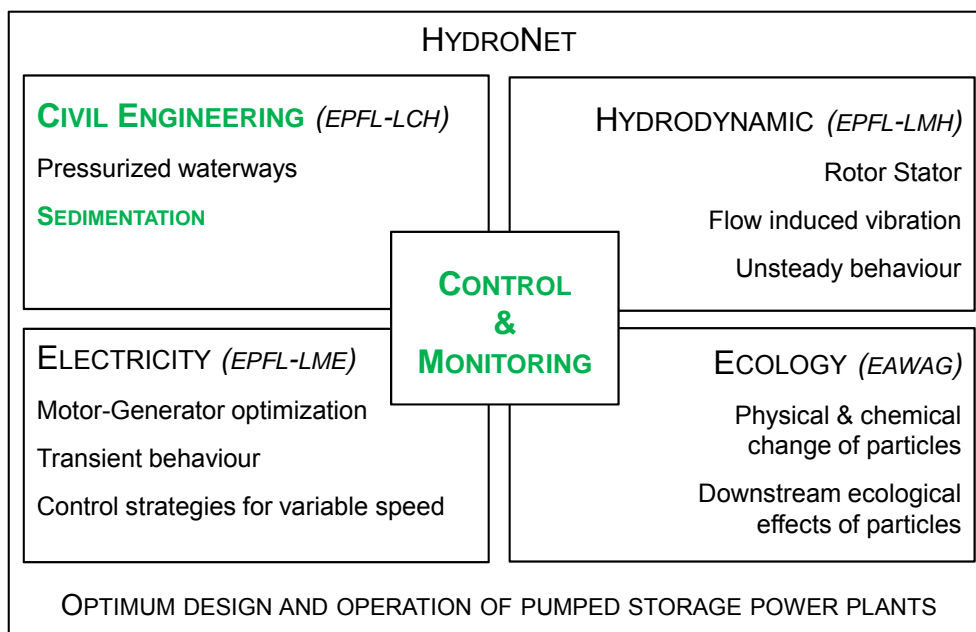 HYDRONET
CIVIL ENGINEERING (EPFL-LCH)
Pressurized waterways
SEDIMENTATION
HYDRODYNAMIC (EPFL-LMH)
Rotor Stator
Flow induced vibration
Unsteady behaviour
CONTROL
&
MONITORING
ELECTRICITY (EPFL-LME)
Motor-Generator optimization
Transient behaviour
Control strategies for variable speed
ECOLOGY (EAWAG)
Physical & chemical
change of particles
Downstream ecological
effects of particles
OPTIMUM DESIGN AND OPERATION OF PUMPED STORAGE POWER PLANTS